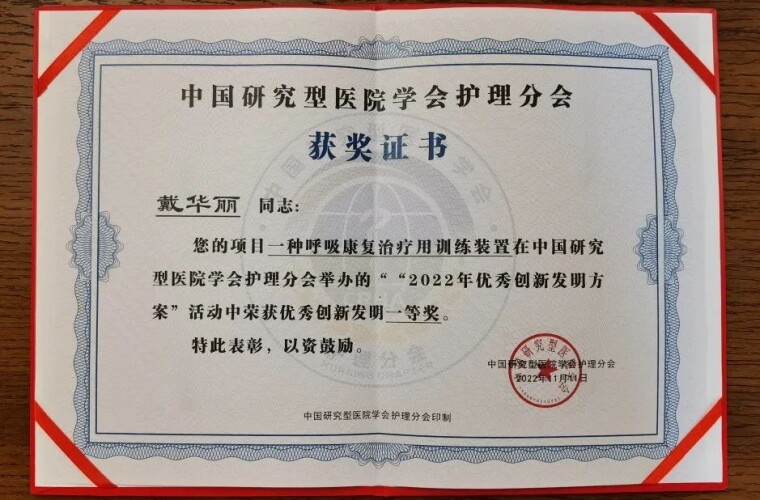 中国研究型医院学会护理分会
获奖证书
戴华丽 同志：
您的项目一种呼吸康复治疗用训练装置在中国研究
型医院学会护理分会举办的““2022年优秀创新发明方
案”活动中荣获优秀创新发明一等奖。
特此表彰，以资鼓励。
中国研究型医院学会护理分会
2022年11月11日
中国研究型医院学会护理分会印制